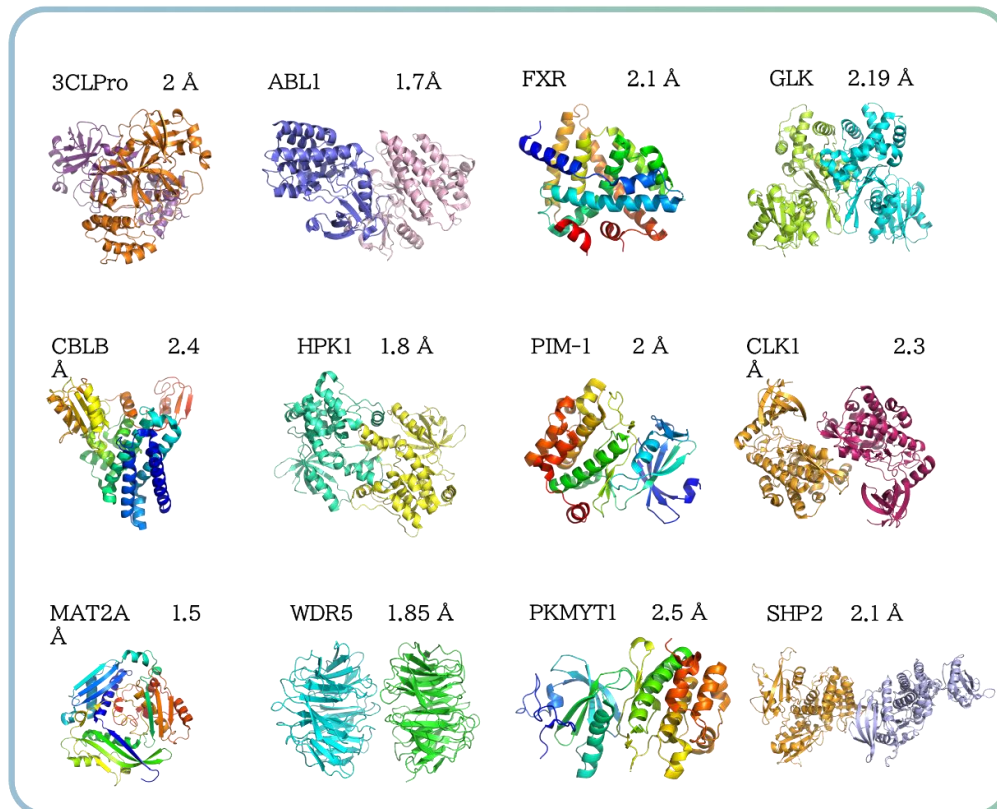 3CLPro 2 Å
ABL1 1.7Å
FXR 2.1 Å
GLK 2.19 Å
CBLB 2.4
Å
HPK1 1.8 Å
PIM-1 2 Å
CLK1 2.3
Å
MAT2A 1.5
Å
WDR5 1.85 Å
PKMYT1 2.5 Å
SHP2 2.1 Å